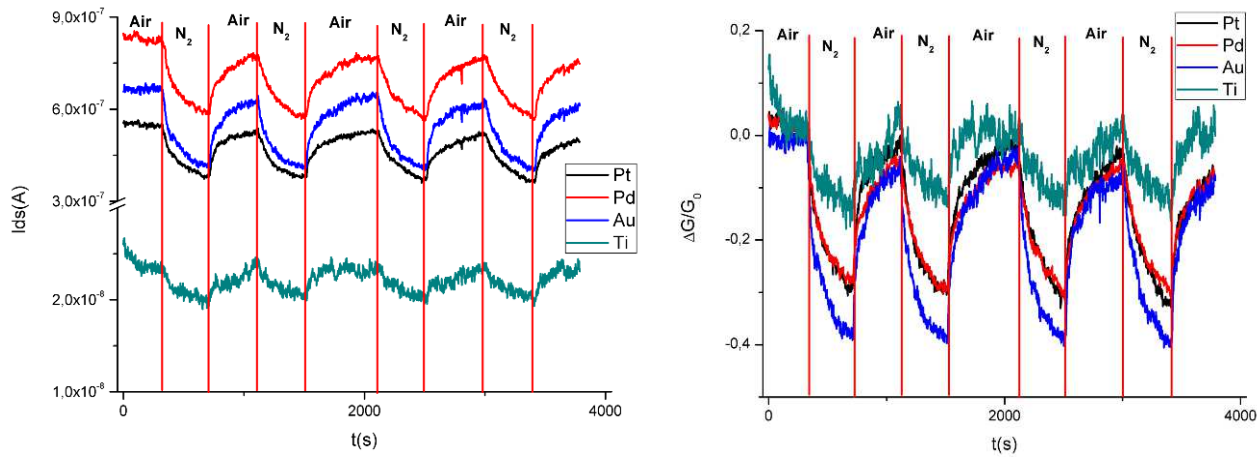 Air N₂ Air N₂ Air N₂ Air N₂
9,0x10⁻⁷
6,0x10⁻⁷
3,0x10⁻⁷
2,0x10⁻⁸
1,0x10⁻⁸
Ids(A)
Pt
Pd
Au
Ti
0 2000 4000
t(s)
Air N₂ Air N₂ Air N₂ Air N₂
0,2
0,0
-0,2
-0,4
ΔG/G₀
Pt
Pd
Au
Ti
0 2000 4000
t(s)